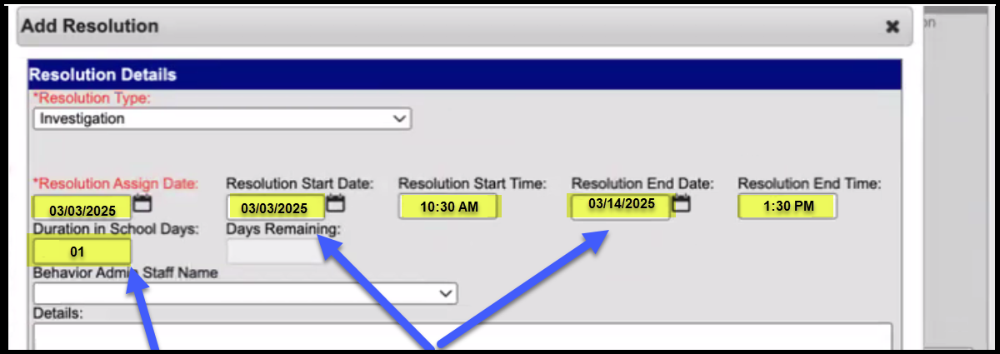 Add Resolution
on
Resolution Details
*Resolution Type:
Investigation
*Resolution Assign Date: Resolution Start Date: Resolution Start Time: Resolution End Date: Resolution End Time:
03/03/2025 03/03/2025 10:30 AM 03/14/2025 1:30 PM
Duration in School Days: Days Remaining:
01
Behavior Admin Staff Name
Details: